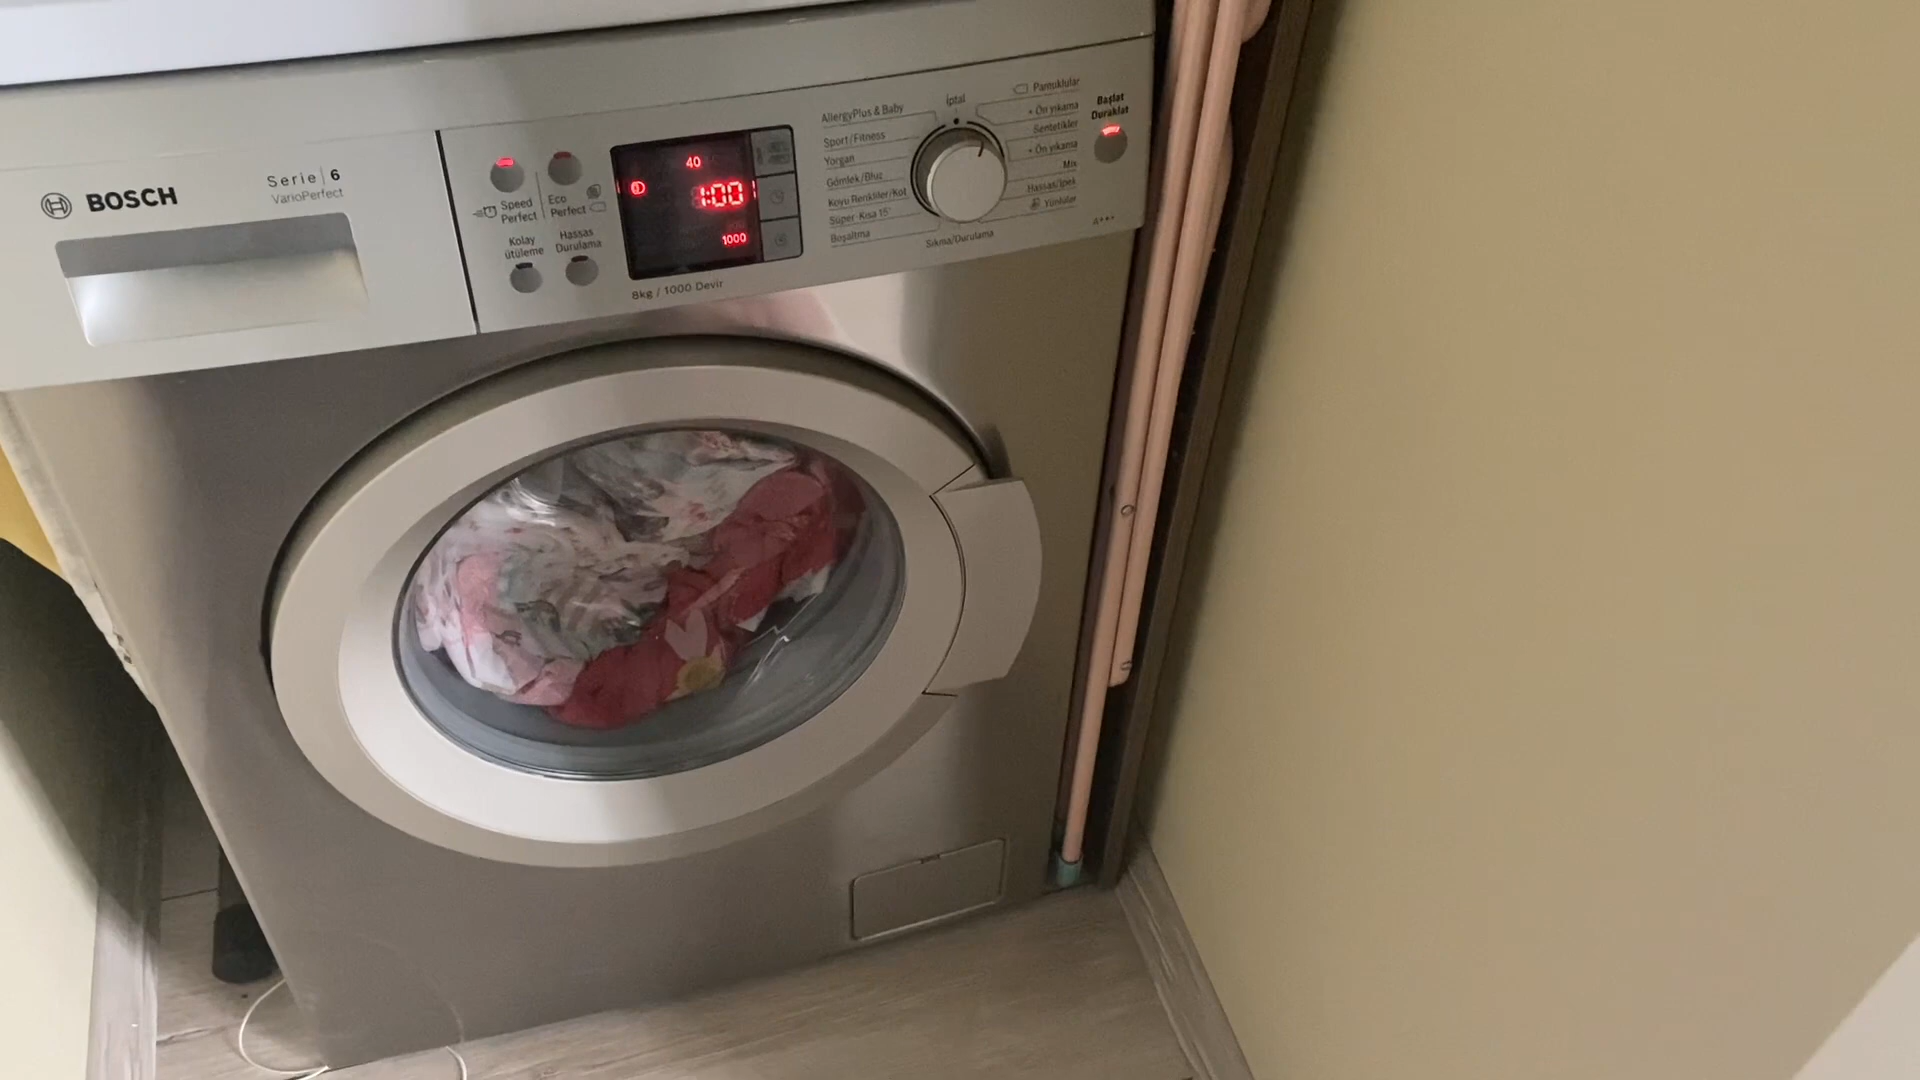 BOSCH
Serie 6
VarioPerfect
Speed
Perfect
Eco
Perfect
Kolay
ütüleme
Hassas
Durulama
40
1:00
1000
8kg / 1000 Devir
AllergyPlus & Baby
Sport/Fitness
Yorgan
Gömlek/Bluz
Koyu Renkliler/Kot
Süper Kısa 15'
Boşaltma
İptal
Sıkma/Durulama
Pamuklular
+ Ön yıkama
Sentetikler
+ Ön yıkama
Mix
Hassas/İpek
Yünlüler
Başlat
Duraklat
A+++